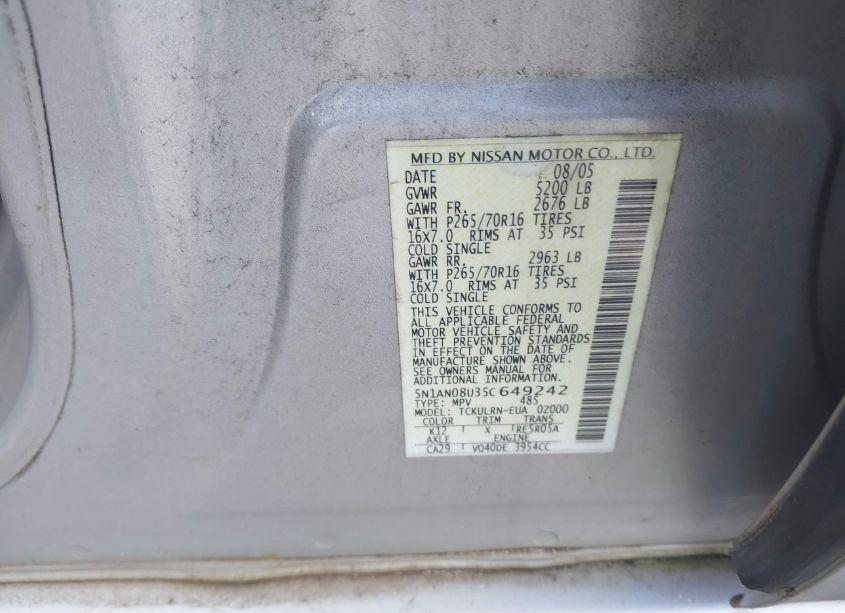 MFD BY NISSAN MOTOR CO., LTD.
DATE 08/05
GVWR 5200 LB
GAWR FR. 2676 LB
WITH P265/70R16 TIRES
16X7.0 RIMS AT 35 PSI
COLD SINGLE
GAWR RR. 2963 LB
WITH P265/70R16 TIRES
16X7.0 RIMS AT 35 PSI
COLD SINGLE
THIS VEHICLE CONFORMS TO
ALL APPLICABLE FEDERAL
MOTOR VEHICLE SAFETY AND
THEFT PREVENTION STANDARDS
IN EFFECT ON THE DATE OF
MANUFACTURE SHOWN ABOVE.
SEE OWNERS MANUAL FOR
ADDITIONAL INFORMATION.
5N1AN08U35C649242
TYPE: MPV 485
MODEL: TCKULRN-EUA 02000
COLOR TRIM TRANS
K12 X RE5R05A
AXLE ENGINE
CA29 VQ40DE 3954CC